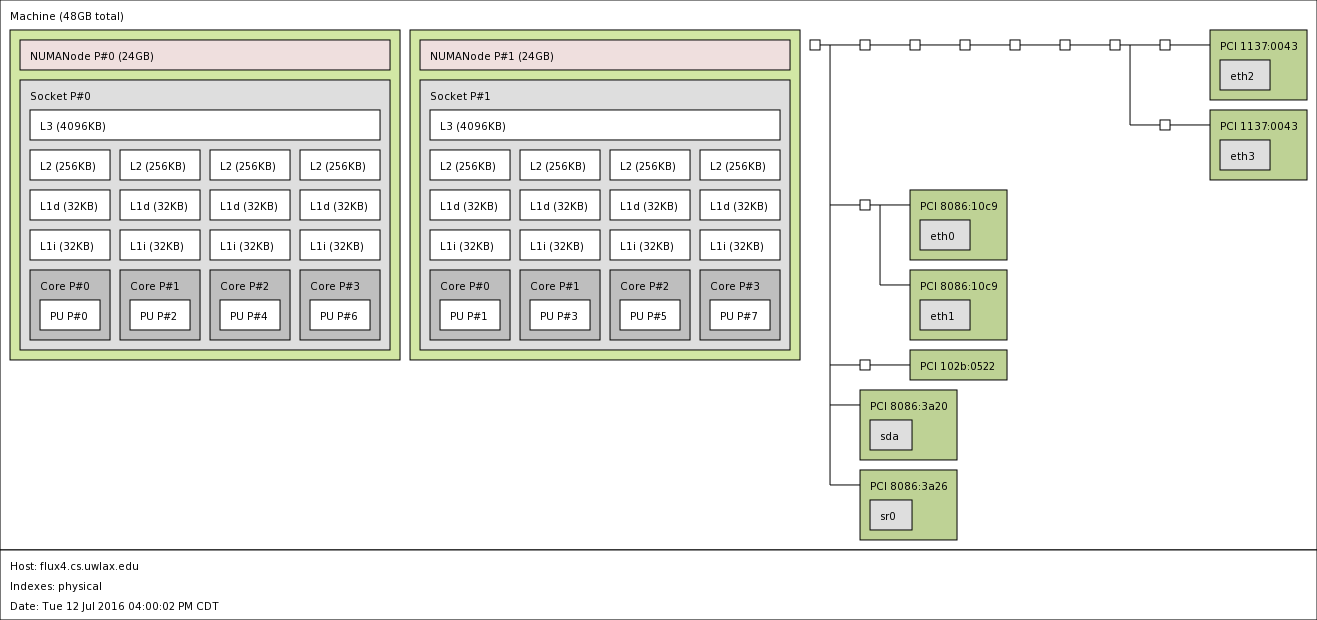 Machine (48GB total)
NUMANode P#0 (24GB)
Socket P#0
L3 (4096KB)
L2 (256KB) L2 (256KB) L2 (256KB) L2 (256KB)
L1d (32KB) L1d (32KB) L1d (32KB) L1d (32KB)
L1i (32KB) L1i (32KB) L1i (32KB) L1i (32KB)
Core P#0 Core P#1 Core P#2 Core P#3
PU P#0 PU P#2 PU P#4 PU P#6
NUMANode P#1 (24GB)
Socket P#1
L3 (4096KB)
L2 (256KB) L2 (256KB) L2 (256KB) L2 (256KB)
L1d (32KB) L1d (32KB) L1d (32KB) L1d (32KB)
L1i (32KB) L1i (32KB) L1i (32KB) L1i (32KB)
Core P#0 Core P#1 Core P#2 Core P#3
PU P#1 PU P#3 PU P#5 PU P#7
PCI 1137:0043
eth2
PCI 1137:0043
eth3
PCI 8086:10c9
eth0
PCI 8086:10c9
eth1
PCI 102b:0522
PCI 8086:3a20
sda
PCI 8086:3a26
sr0
Host: flux4.cs.uwlax.edu
Indexes: physical
Date: Tue 12 Jul 2016 04:00:02 PM CDT